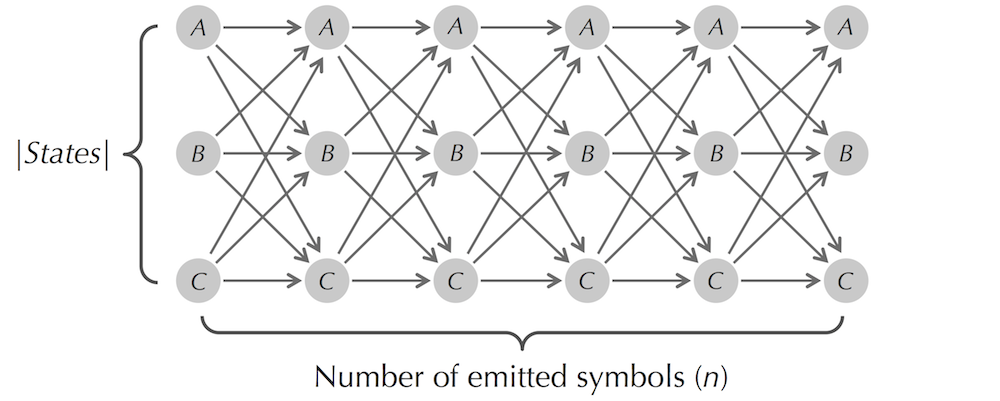 A A A A A A
|States| B B B B B B
C C C C C C
Number of emitted symbols (n)